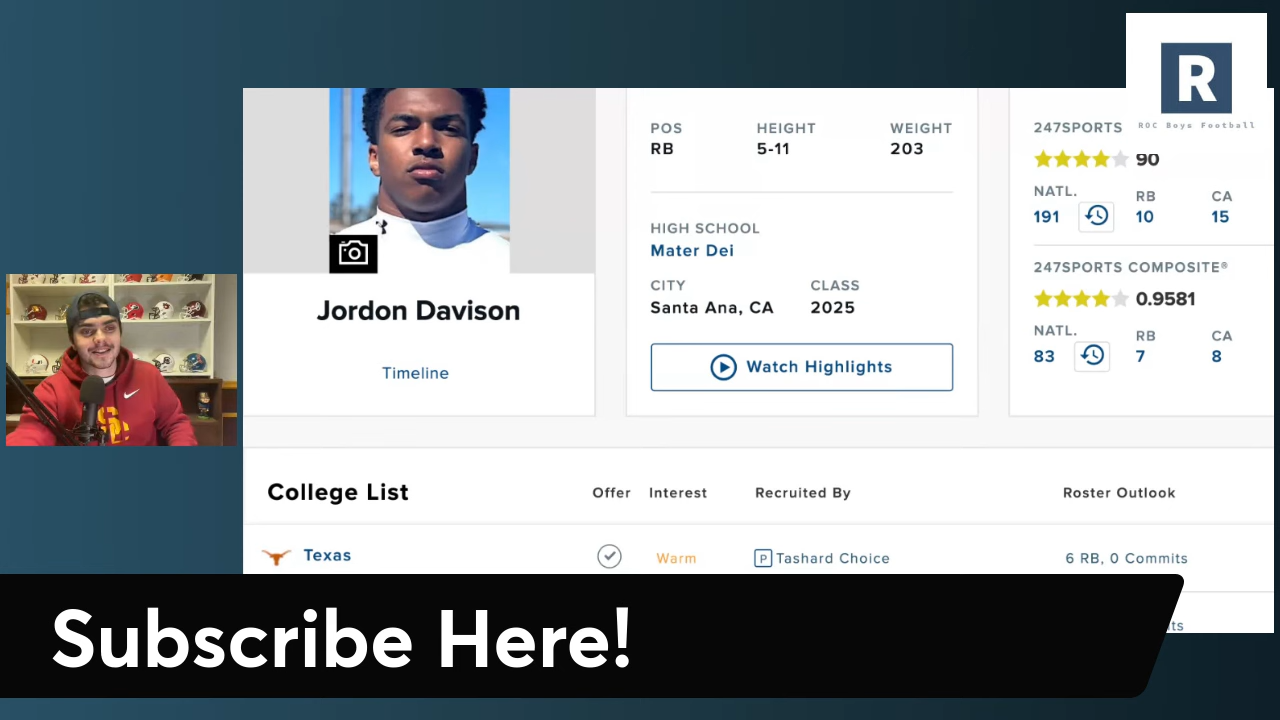 R
ROC Boys Football
POS HEIGHT WEIGHT
RB 5-11 203
HIGH SCHOOL
Mater Dei
CITY CLASS
Santa Ana, CA 2025
Watch Highlights
Jordon Davison
Timeline
247SPORTS
90
NATL. RB CA
191 10 15
247SPORTS COMPOSITE®
0.9581
NATL. RB CA
83 7 8
College List Offer Interest Recruited By Roster Outlook
Texas Warm P Tashard Choice 6 RB, 0 Commits
Subscribe Here!